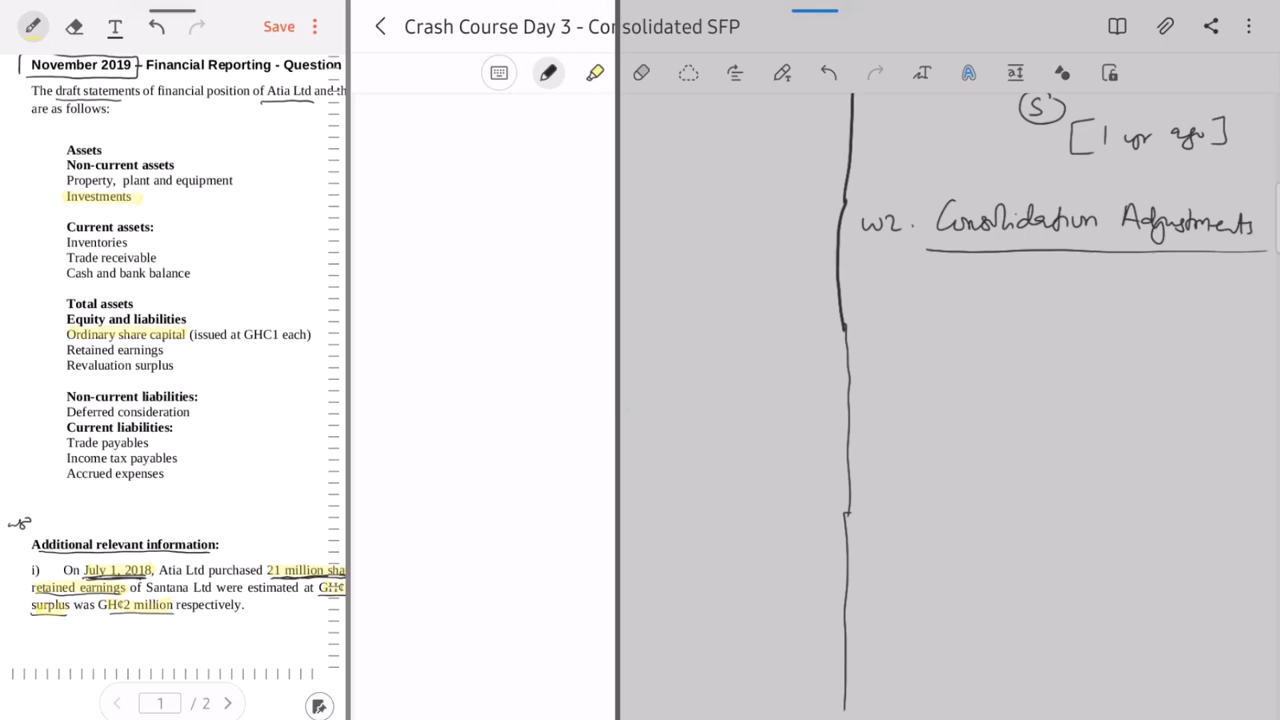 Save
Crash Course Day 3 - Consolidated SFP
November 2019 – Financial Reporting - Question
The draft statements of financial position of Atia Ltd and th
are as follows:
Assets
Non-current assets
Property, plant and equipment
Investments
Current assets:
Inventories
Trade receivable
Cash and bank balance
Total assets
Equity and liabilities
Ordinary share capital (issued at GHC1 each)
Retained earnings
Revaluation surplus
Non-current liabilities:
Deferred consideration
Current liabilities:
Trade payables
Income tax payables
Accrued expenses
Additional relevant information:
i) On July 1, 2018, Atia Ltd purchased 21 million sha
retained earnings of Santana Ltd were estimated at GH¢
surplus was GH¢2 million respectively.
1 / 2
S
[1 yr ago]
W2. Consolidation Adjustments